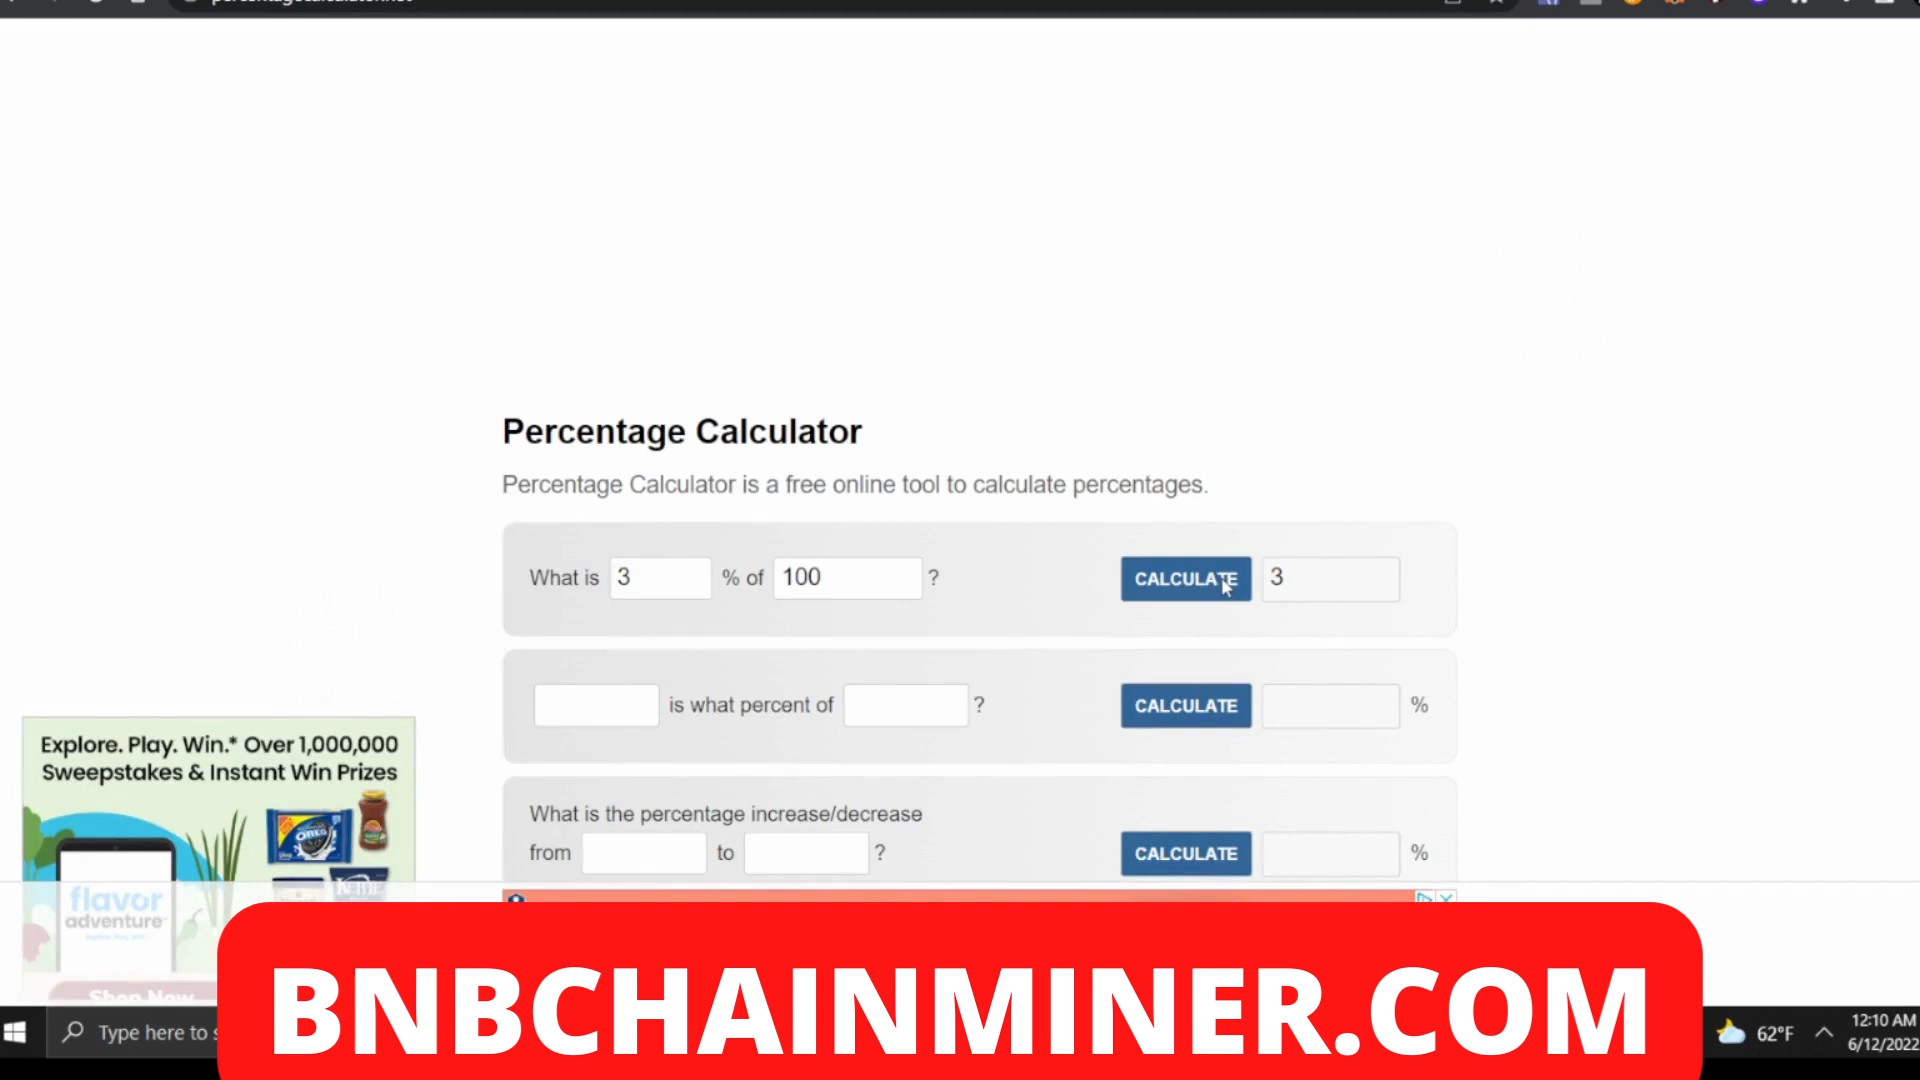 Percentage Calculator
Percentage Calculator is a free online tool to calculate percentages.
What is 3 % of 100 ? CALCULATE 3
is what percent of ? CALCULATE %
What is the percentage increase/decrease
from to ? CALCULATE %
Explore. Play. Win.* Over 1,000,000
Sweepstakes & Instant Win Prizes
OREO
flavor
adventure
Shop Now
BNBCHAINMINER.COM
Type here to s
62°F
12:10 AM
6/12/2022